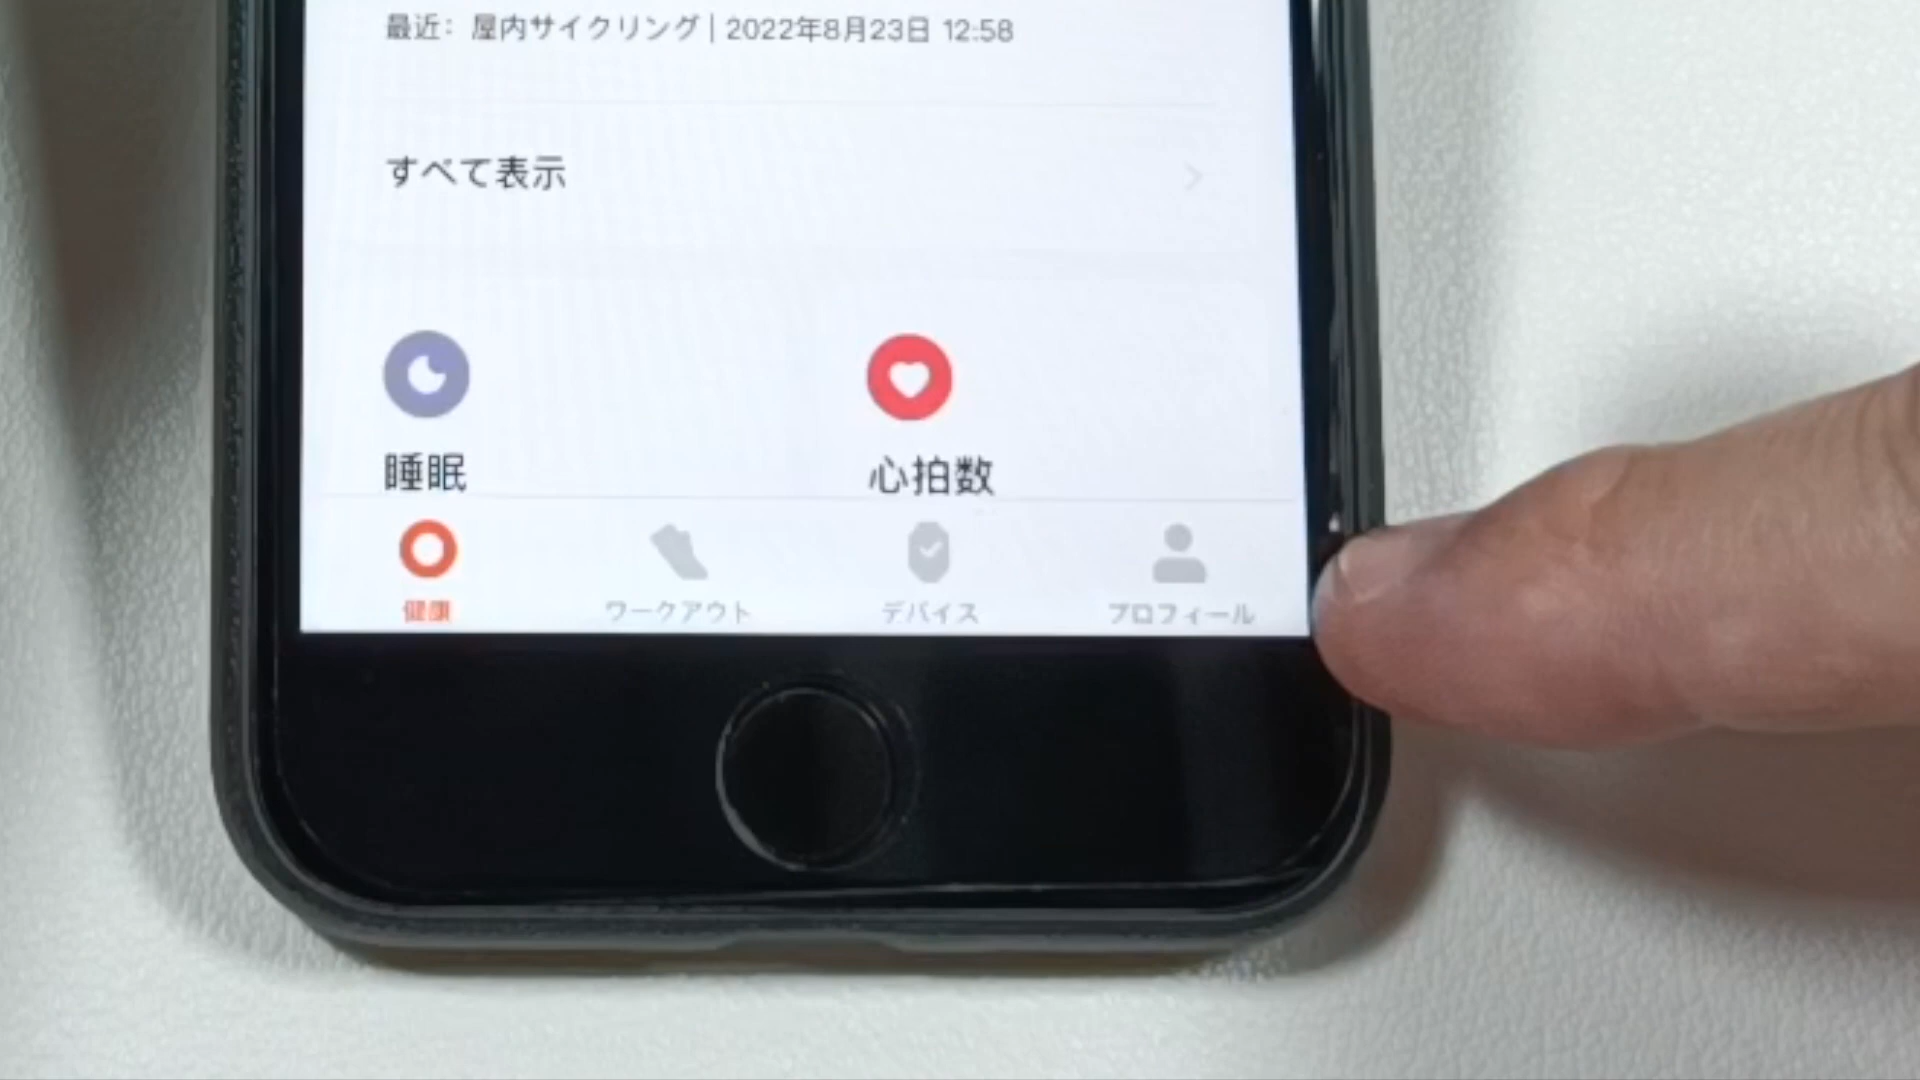 最近： 屋内サイクリング | 2022年8月23日 12:58
すべて表示
睡眠
心拍数
健康
ワークアウト
デバイス
プロフィール